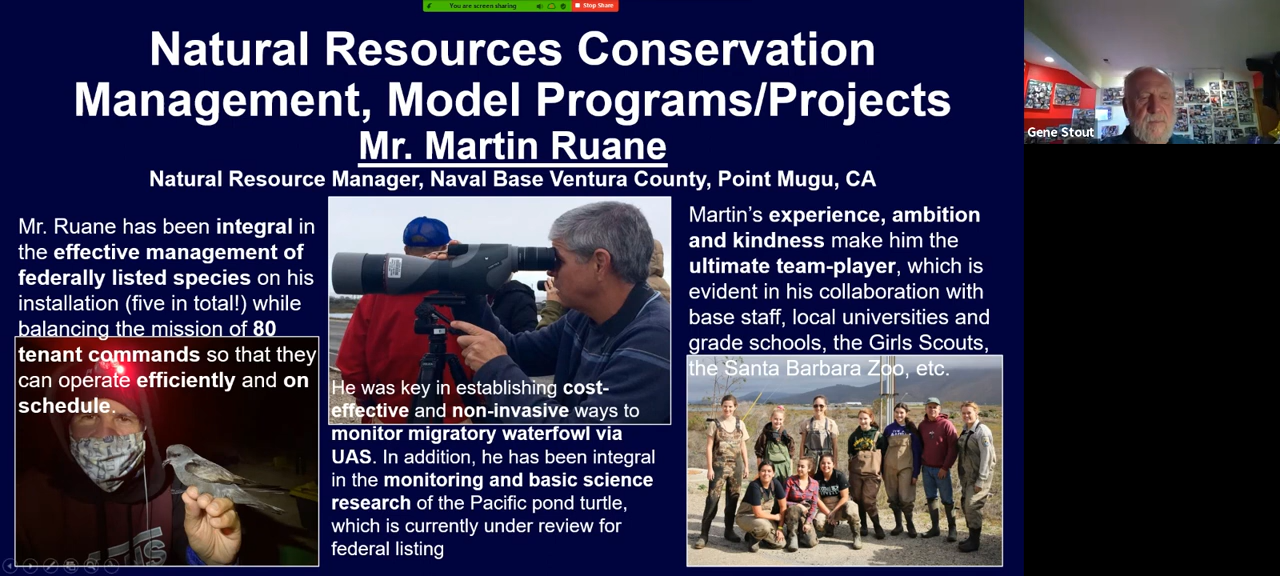 You are screen sharing
Stop Share
Natural Resources Conservation
Management, Model Programs/Projects
Mr. Martin Ruane
Natural Resource Manager, Naval Base Ventura County, Point Mugu, CA
Mr. Ruane has been integral in
the effective management of
federally listed species on his
installation (five in total!) while
balancing the mission of 80
tenant commands so that they
can operate efficiently and on
schedule.
He was key in establishing cost-
effective and non-invasive ways to
monitor migratory waterfowl via
UAS. In addition, he has been integral
in the monitoring and basic science
research of the Pacific pond turtle,
which is currently under review for
federal listing
Martin's experience, ambition
and kindness make him the
ultimate team-player, which is
evident in his collaboration with
base staff, local universities and
grade schools, the Girls Scouts,
the Santa Barbara Zoo, etc.
Gene Stout